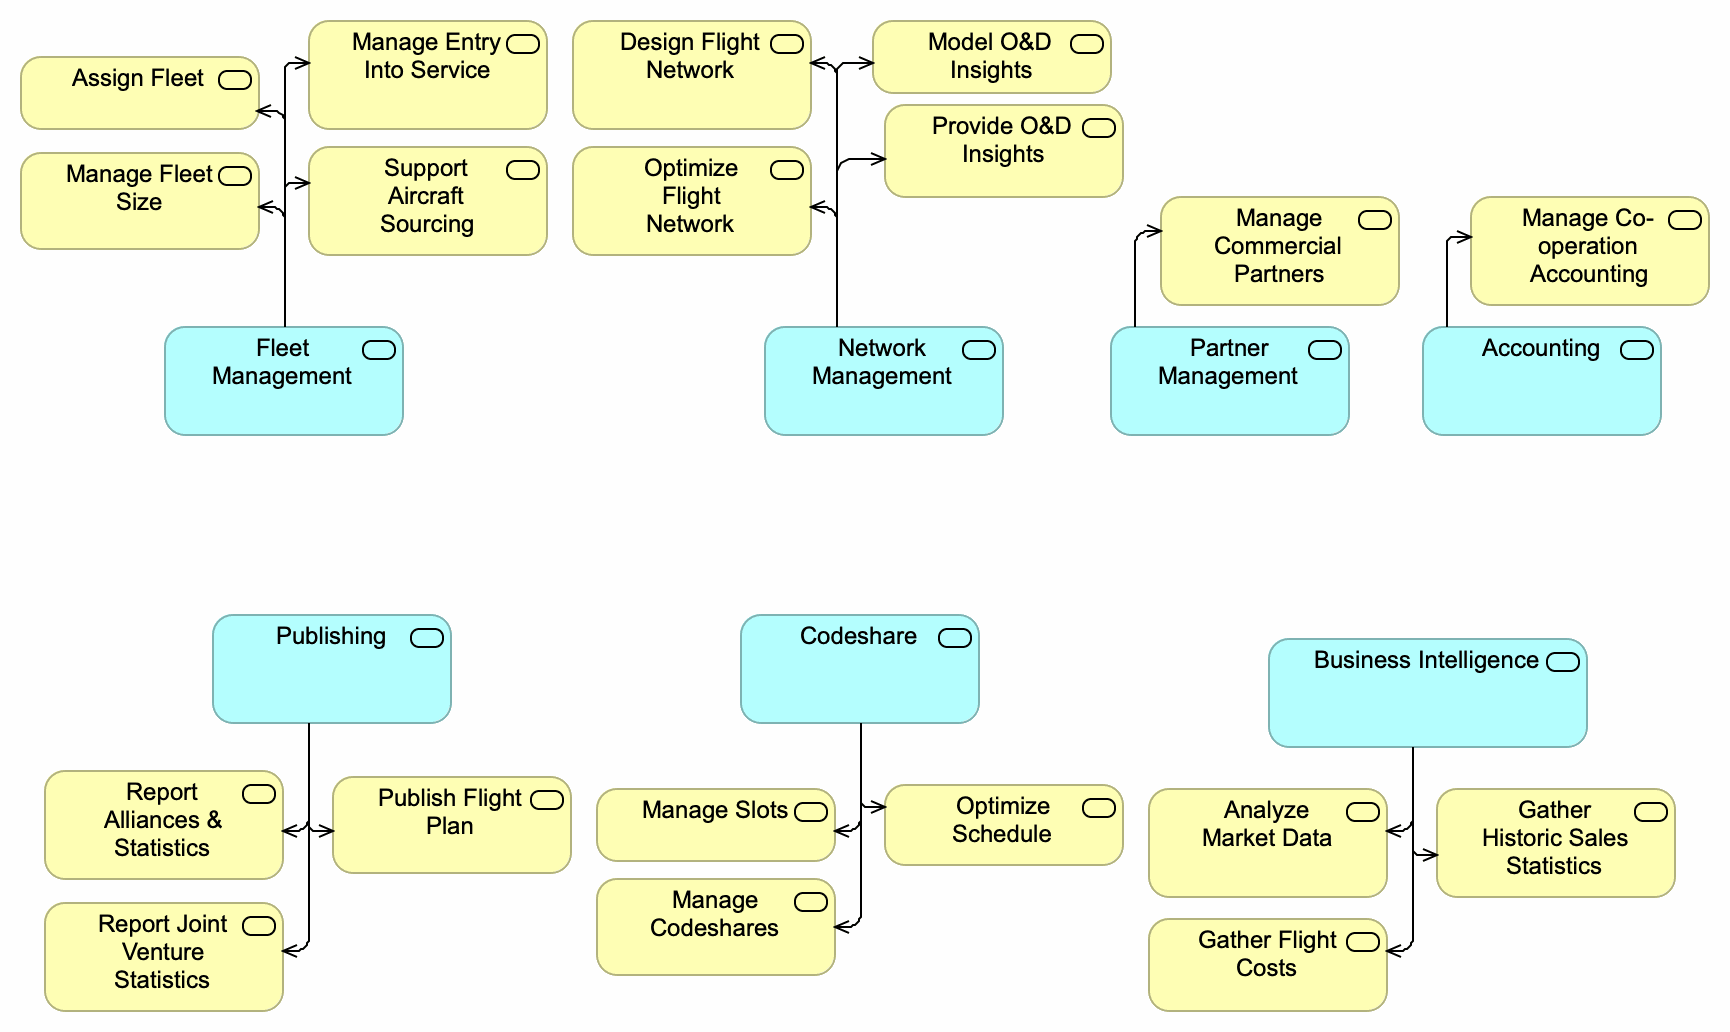 Assign Fleet
Manage Entry
Into Service
Manage Fleet
Size
Support
Aircraft
Sourcing
Fleet
Management
Design Flight
Network
Model O&D
Insights
Provide O&D
Insights
Optimize
Flight
Network
Network
Management
Manage
Commercial
Partners
Partner
Management
Manage Co-
operation
Accounting
Accounting
Publishing
Report
Alliances &
Statistics
Publish Flight
Plan
Report Joint
Venture
Statistics
Codeshare
Manage Slots
Optimize
Schedule
Manage
Codeshares
Business Intelligence
Analyze
Market Data
Gather
Historic Sales
Statistics
Gather Flight
Costs